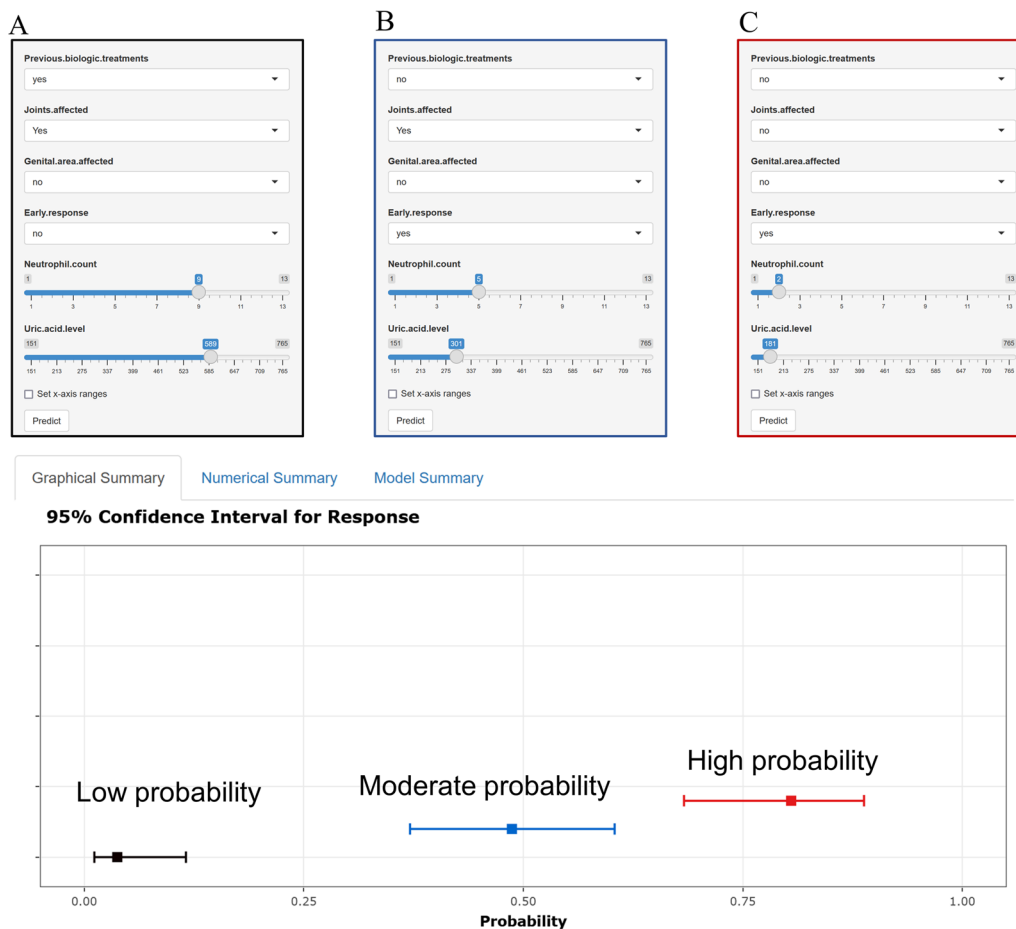 A
Previous.biologic.treatments
yes
Joints.affected
Yes
Genital.area.affected
no
Early.response
no
Neutrophil.count
1 9 13
1 3 5 7 9 11 13
Uric.acid.level
151 589 765
151 213 275 337 399 461 523 585 647 709 765
Set x-axis ranges
Predict
B
Previous.biologic.treatments
no
Joints.affected
Yes
Genital.area.affected
no
Early.response
yes
Neutrophil.count
1 5 13
1 3 5 7 9 11 13
Uric.acid.level
151 301 765
151 213 275 337 399 461 523 585 647 709 765
Set x-axis ranges
Predict
C
Previous.biologic.treatments
no
Joints.affected
no
Genital.area.affected
no
Early.response
yes
Neutrophil.count
1 2 13
1 3 5 7 9 11 13
Uric.acid.level
151 181 765
151 213 275 337 399 461 523 585 647 709 765
Set x-axis ranges
Predict
Graphical Summary Numerical Summary Model Summary
95% Confidence Interval for Response
High probability
Moderate probability
Low probability
0.00 0.25 0.50 0.75 1.00
Probability